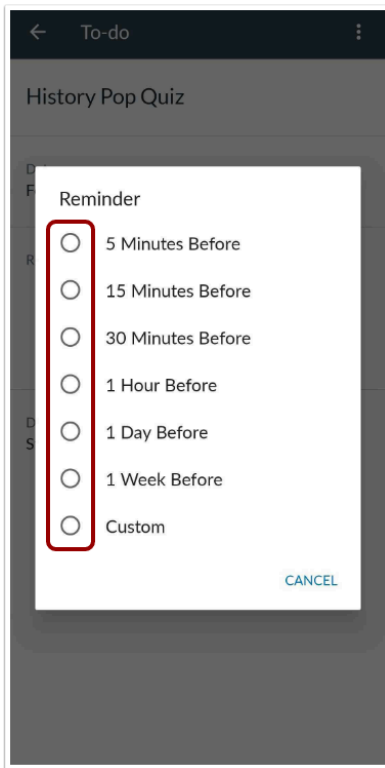 To-do
History Pop Quiz
D
F
Reminder
R
5 Minutes Before
15 Minutes Before
30 Minutes Before
1 Hour Before
D
1 Day Before
S
1 Week Before
Custom
CANCEL